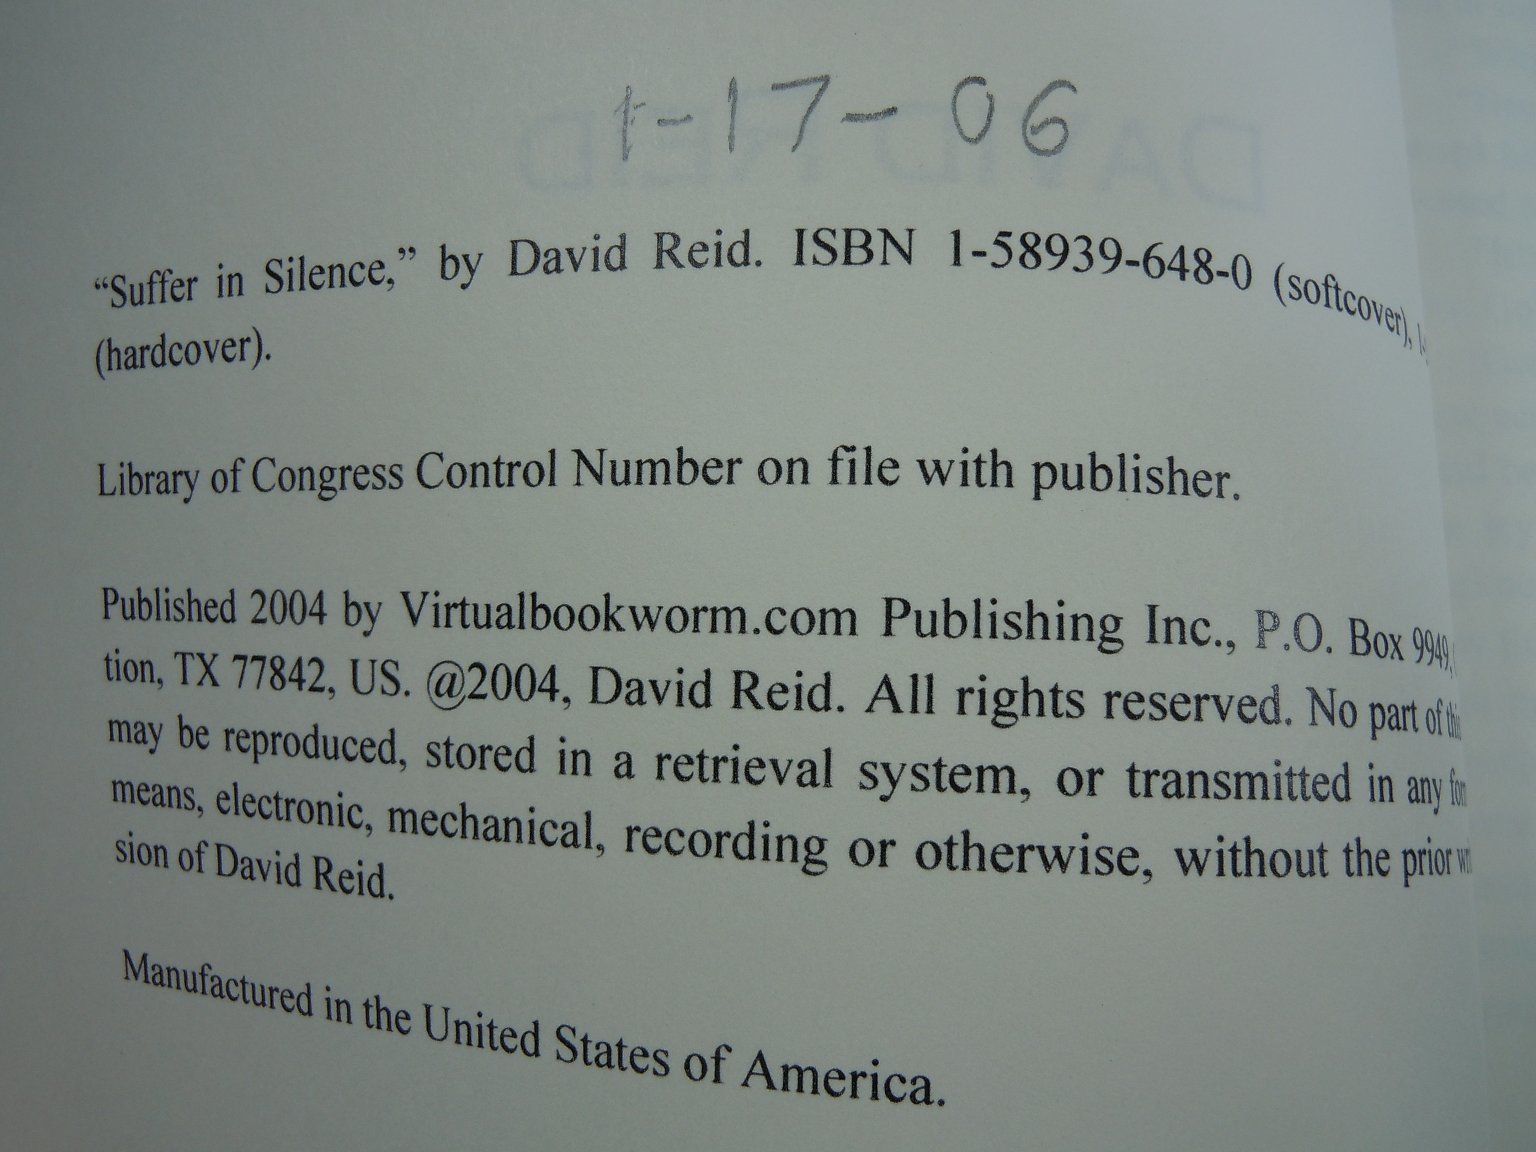 1-17-06
“Suffer in Silence,” by David Reid. ISBN 1-58939-648-0 (softcover),
(hardcover).
Library of Congress Control Number on file with publisher.
Published 2004 by Virtualbookworm.com Publishing Inc., P.O. Box 9949,
tion, TX 77842, US. @2004, David Reid. All rights reserved. No part of
may be reproduced, stored in a retrieval system, or transmitted in any
means, electronic, mechanical, recording or otherwise, without the prior
sion of David Reid.
Manufactured in the United States of America.